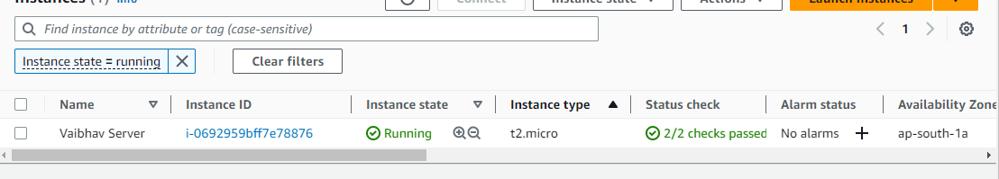 Instances (1) Info
Connect Instance state Actions Launch instances
Find instance by attribute or tag (case-sensitive)
1
Instance state = running
Clear filters
Name Instance ID Instance state Instance type Status check Alarm status Availability Zone
Vaibhav Server i-0692959bff7e78876 Running t2.micro 2/2 checks passed No alarms + ap-south-1a